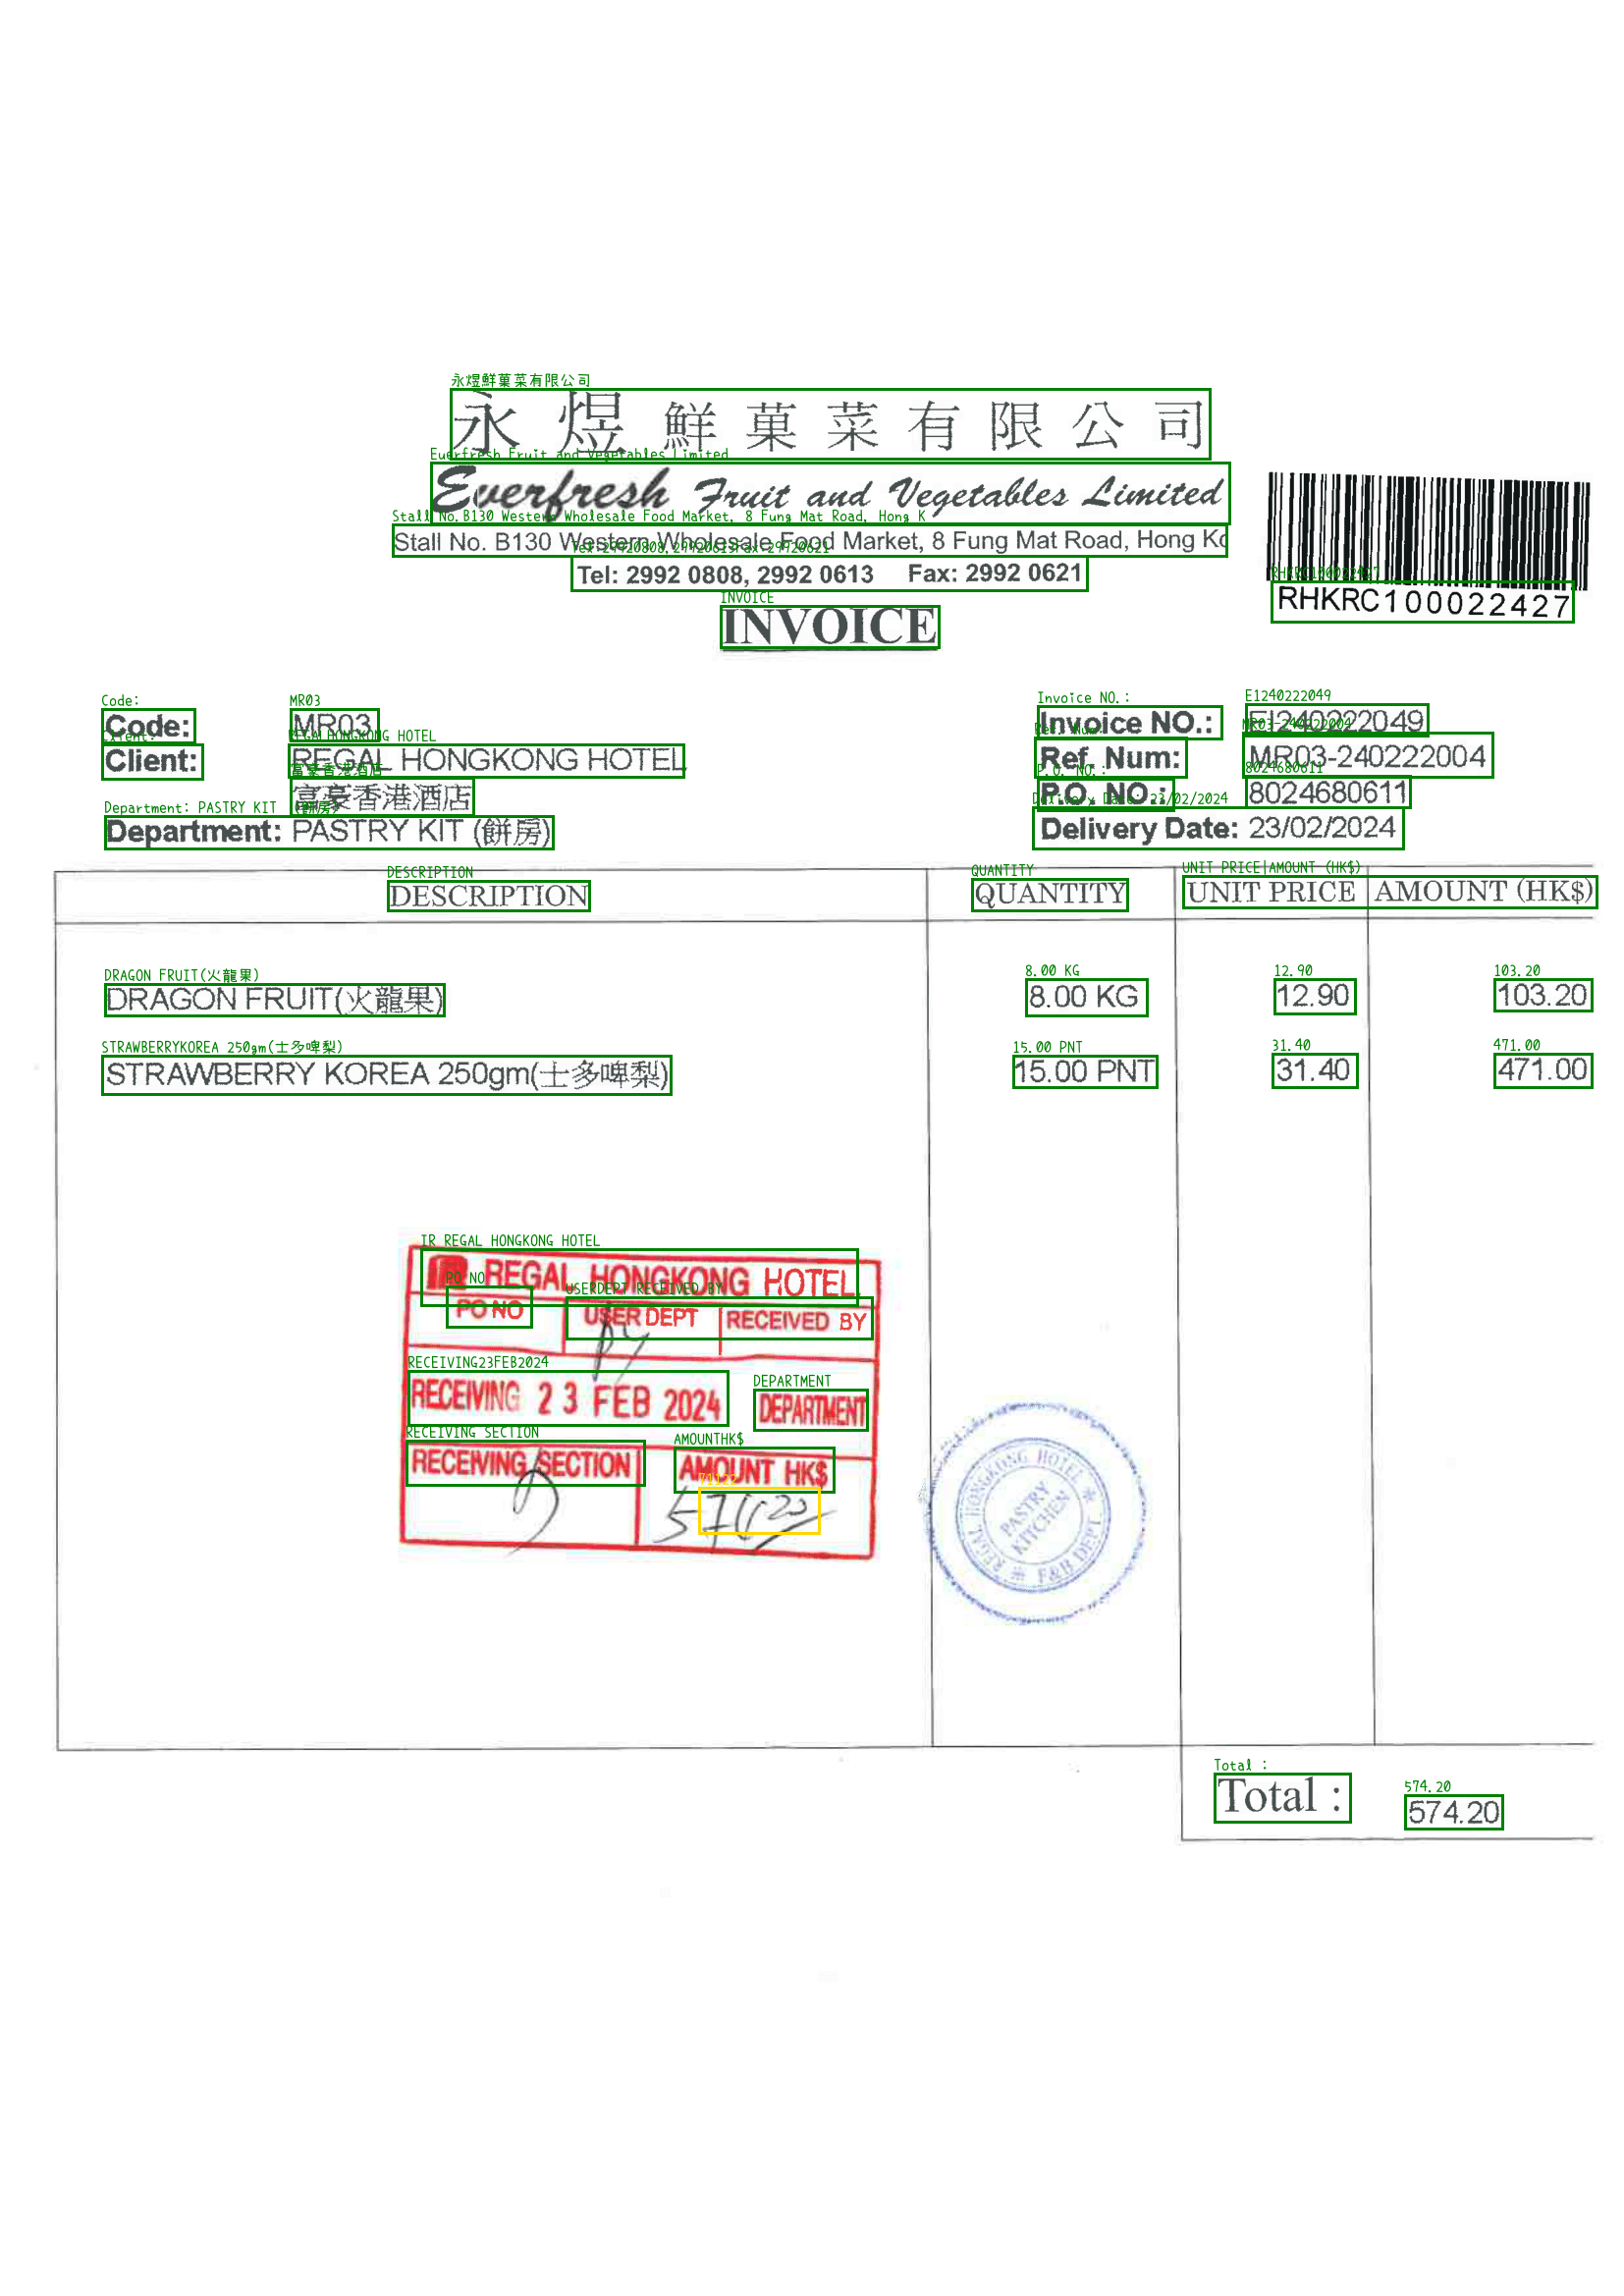 永煜鮮菓菜有限公司
Everfresh Fruit and Vegetables Limited
Stall No. B130 Western Wholesale Food Market, 8 Fung Mat Road, Hong Ko
Tel: 2992 0808, 2992 0613 Fax: 2992 0621
INVOICE
RHKRC100022427
Code: MR03
Invoice NO.: EI240222049
Client: REGAL HONGKONG HOTEL
Ref. Num: MR03-240222004
富豪香港酒店
P.O. NO.: 8024680611
Department: PASTRY KIT (餅房)
Delivery Date: 23/02/2024
DESCRIPTION QUANTITY UNIT PRICE AMOUNT (HK$)
DRAGON FRUIT(火龍果) 8.00 KG 12.90 103.20
STRAWBERRY KOREA 250gm(士多啤梨) 15.00 PNT 31.40 471.00
REGAL HONGKONG HOTEL
PO NO USER DEPT RECEIVED BY
RECEIVING 23 FEB 2024 DEPARTMENT
RECEIVING SECTION AMOUNT HK$
574.20
REGAL HONGKONG HOTEL
PASTRY KITCHEN
F&B DEPT
Total : 574.20